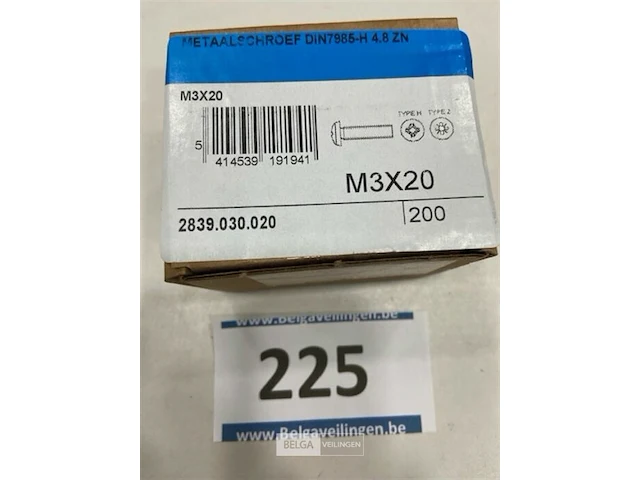 METAALSCHROEF DIN7985-H 4.8 ZN
M3X20
TYPE H TYPE Z
5 414539 191941
M3X20
2839.030.020
200
www.Belgaveilingen.be
225
www.Belgaveilingen.be
BELGA VEILINGEN